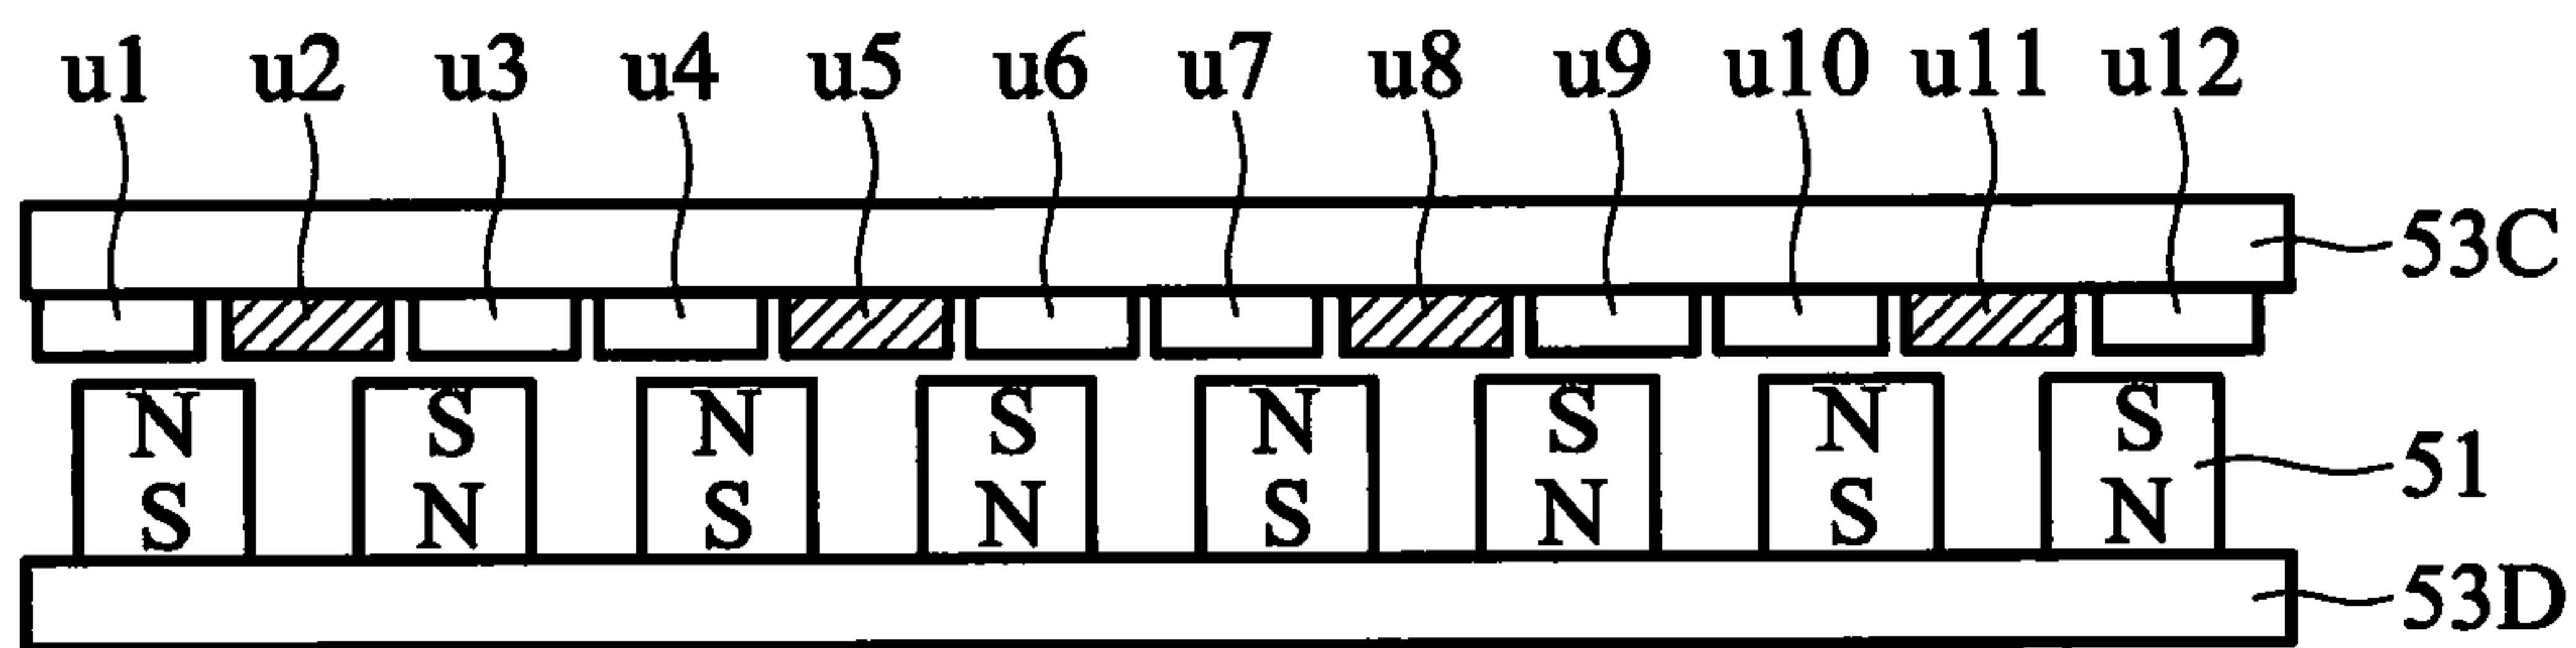 u1 u2 u3 u4 u5 u6 u7 u8 u9 u10 u11 u12
53C
N S N S N S N S
51
S N S N S N S N
53D